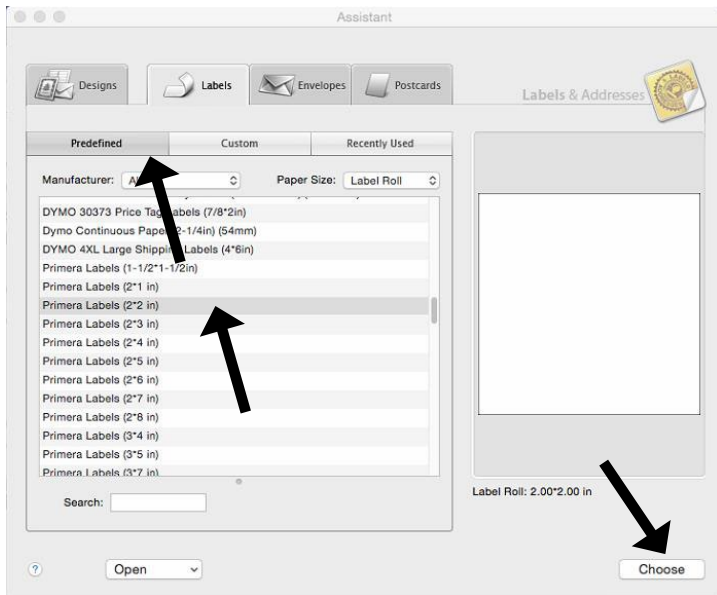 Assistant
Designs
Labels
Envelopes
Postcards
Labels & Addresses
Predefined
Custom
Recently Used
Manufacturer:
Paper Size: Label Roll
DYMO 30373 Price Tag Labels (7/8*2in)
Dymo Continuous Paper 2-1/4in) (54mm)
DYMO 4XL Large Shipping Labels (4*6in)
Primera Labels (1-1/2*1-1/2in)
Primera Labels (2*1 in)
Primera Labels (2*2 in)
Primera Labels (2*3 in)
Primera Labels (2*4 in)
Primera Labels (2*5 in)
Primera Labels (2*6 in)
Primera Labels (2*7 in)
Primera Labels (2*8 in)
Primera Labels (3*4 in)
Primera Labels (3*5 in)
Primera Labels (3*7 in)
Search:
Label Roll: 2.00*2.00 in
?
Open
Choose